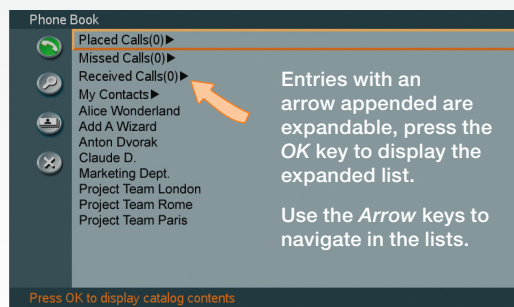 Phone Book
Placed Calls(0)▶
Missed Calls(0)▶
Received Calls(0)▶
My Contacts▶
Alice Wonderland
Add A Wizard
Anton Dvorak
Claude D.
Marketing Dept.
Project Team London
Project Team Rome
Project Team Paris
Entries with an
arrow appended are
expandable, press the
OK key to display the
expanded list.
Use the Arrow keys to
navigate in the lists.
Press OK to display catalog contents